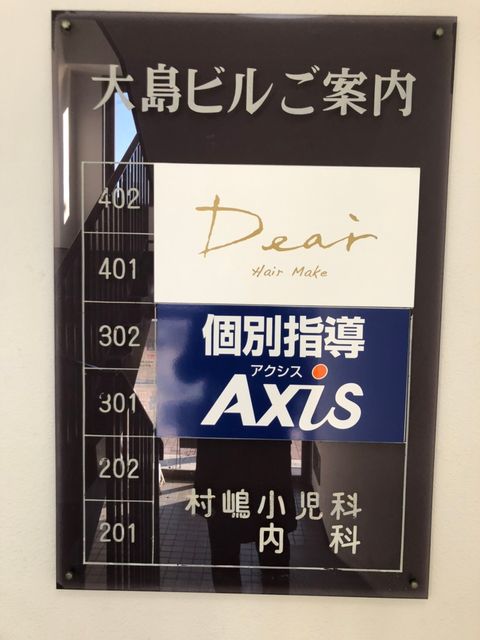 大島ビルご案内
402
Dear
Hair Make
401
302
個別指導
アクシス
AXiS
301
202
村嶋小児科
内科
201